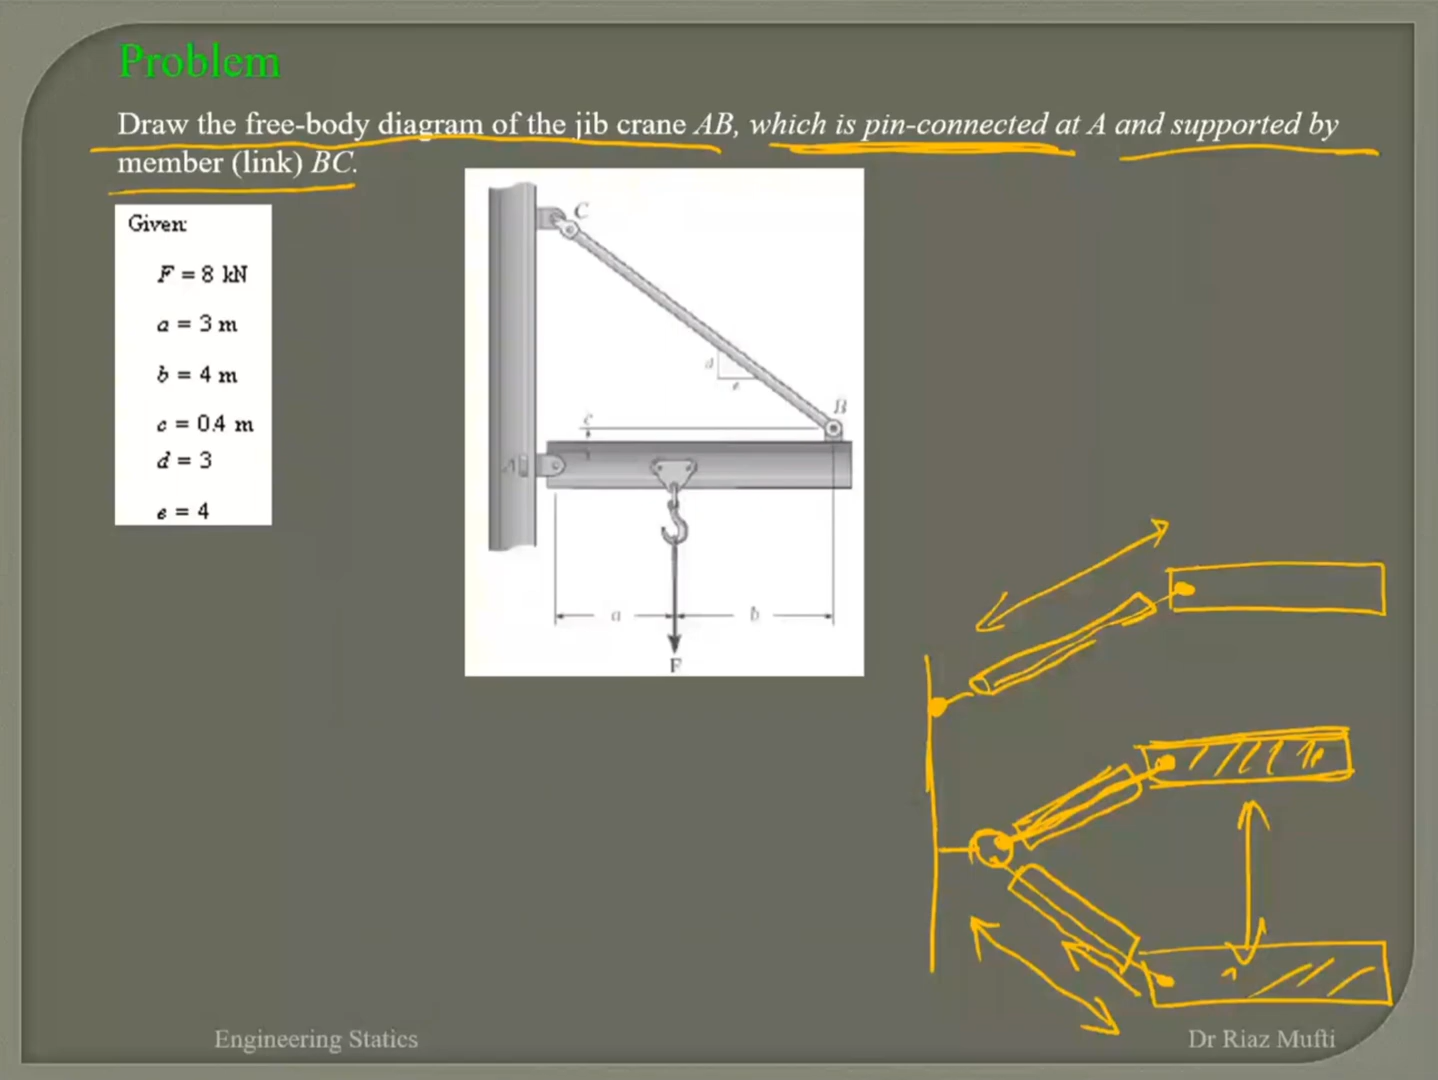 Problem
Draw the free-body diagram of the jib crane AB, which is pin-connected at A and supported by
member (link) BC.
Given:
F = 8 kN
a = 3 m
b = 4 m
c = 0.4 m
d = 3
e = 4
C
d
e
B
c
A
a
b
F
Engineering Statics
Dr Riaz Mufti